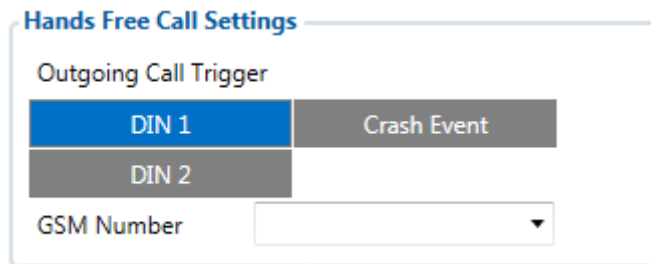 Hands Free Call Settings
Outgoing Call Trigger
DIN 1 Crash Event
DIN 2
GSM Number